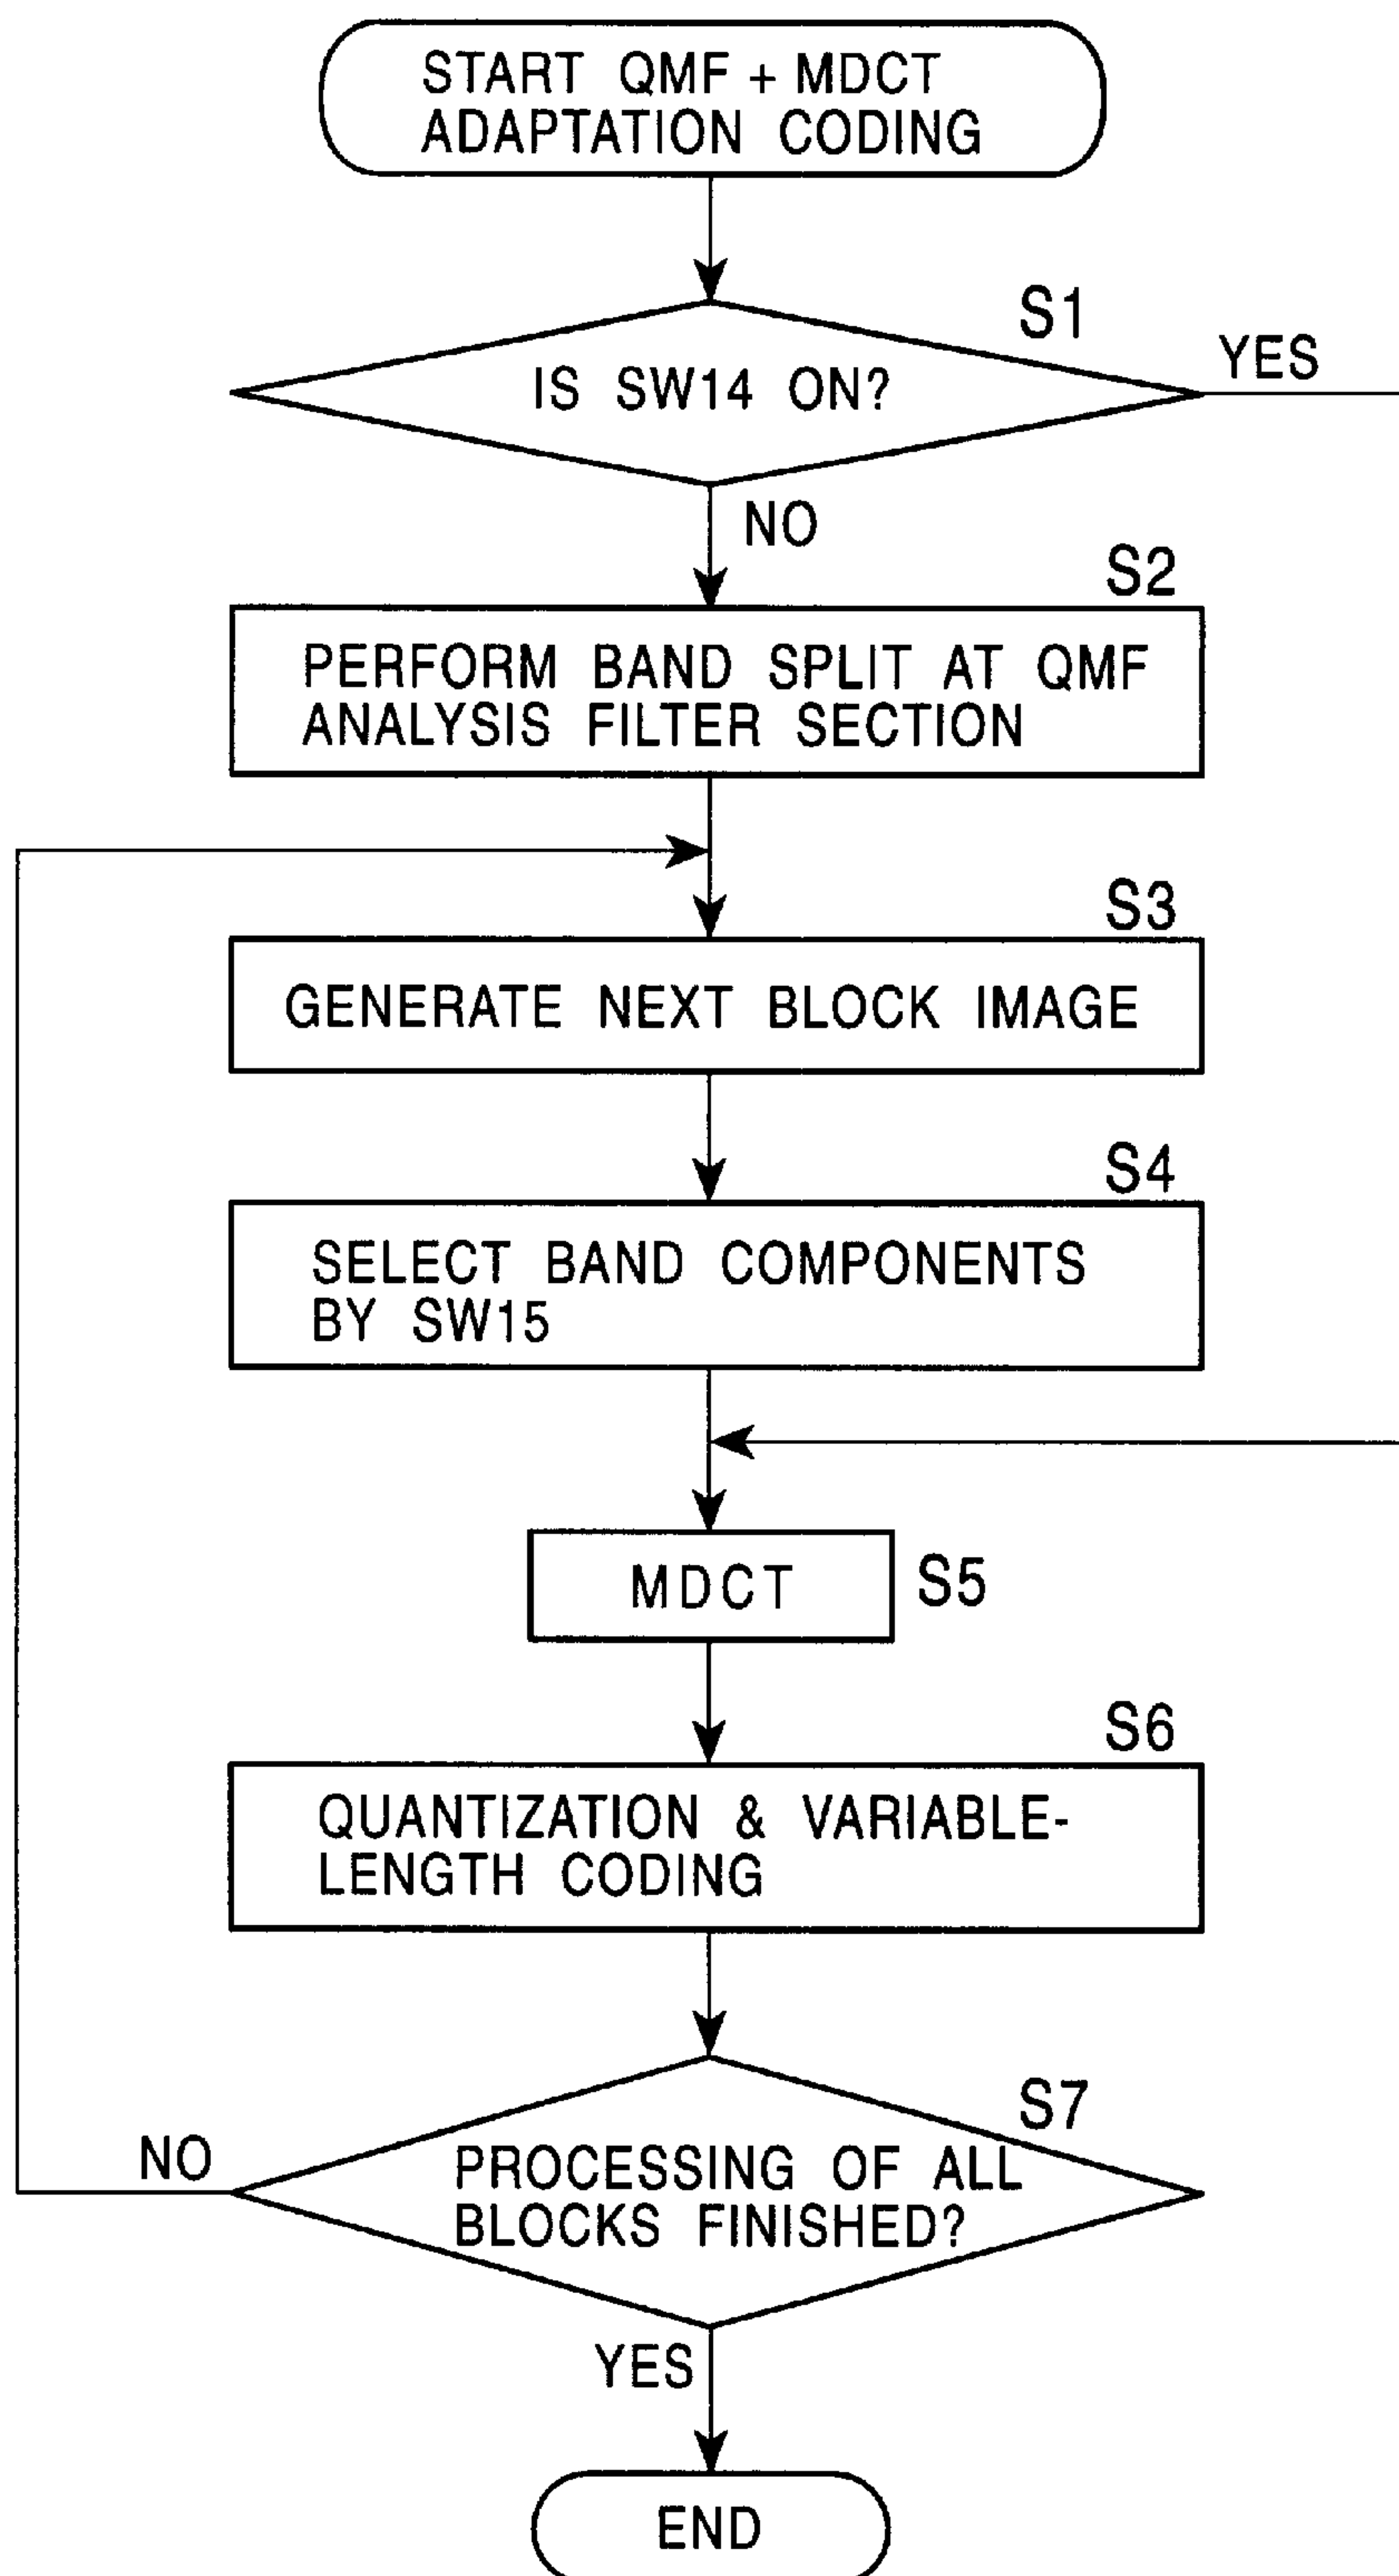 START QMF + MDCT
ADAPTATION CODING
S1
IS SW14 ON?
YES
NO
S2
PERFORM BAND SPLIT AT QMF
ANALYSIS FILTER SECTION
S3
GENERATE NEXT BLOCK IMAGE
S4
SELECT BAND COMPONENTS
BY SW15
MDCT
S5
S6
QUANTIZATION & VARIABLE-
LENGTH CODING
S7
NO
PROCESSING OF ALL
BLOCKS FINISHED?
YES
END